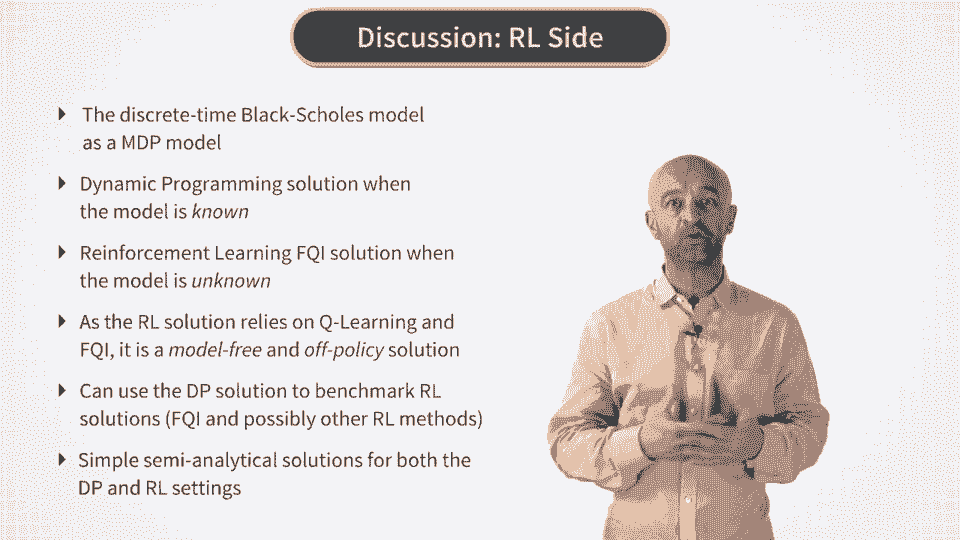 Discussion: RL Side
The discrete-time Black-Scholes model
as a MDP model
Dynamic Programming solution when
the model is known
Reinforcement Learning FQI solution when
the model is unknown
As the RL solution relies on Q-Learning and
FQI, it is a model-free and off-policy solution
Can use the DP solution to benchmark RL
solutions (FQI and possibly other RL methods)
Simple semi-analytical solutions for both the
DP and RL settings